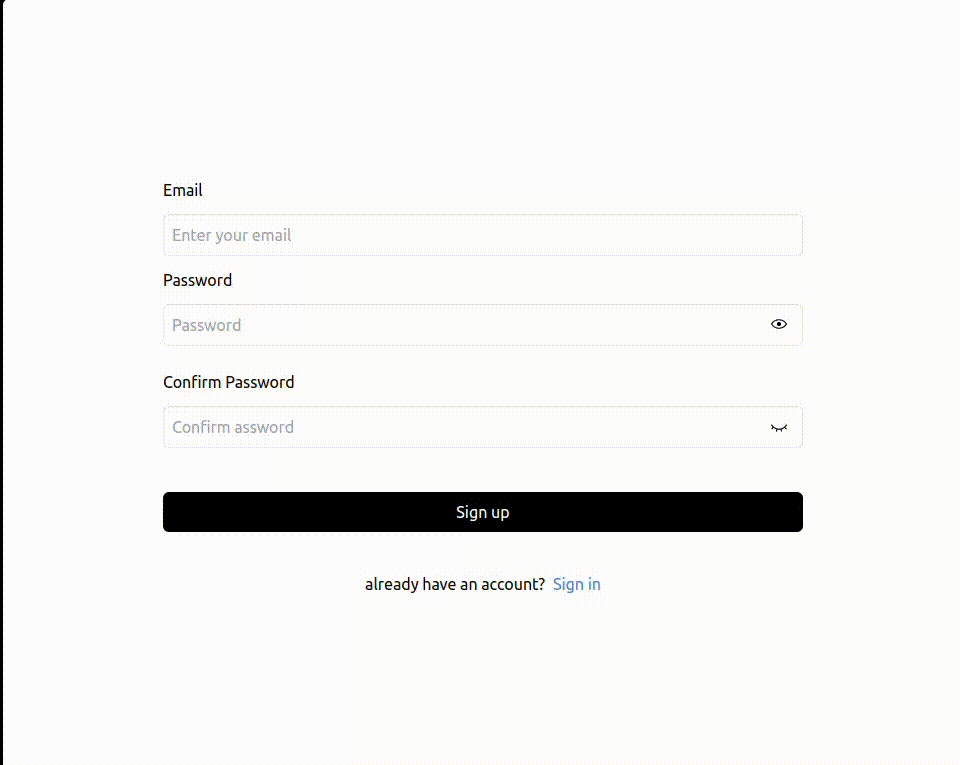 Email
Enter your email
Password
Password
Confirm Password
Confirm assword
Sign up
already have an account? Sign in